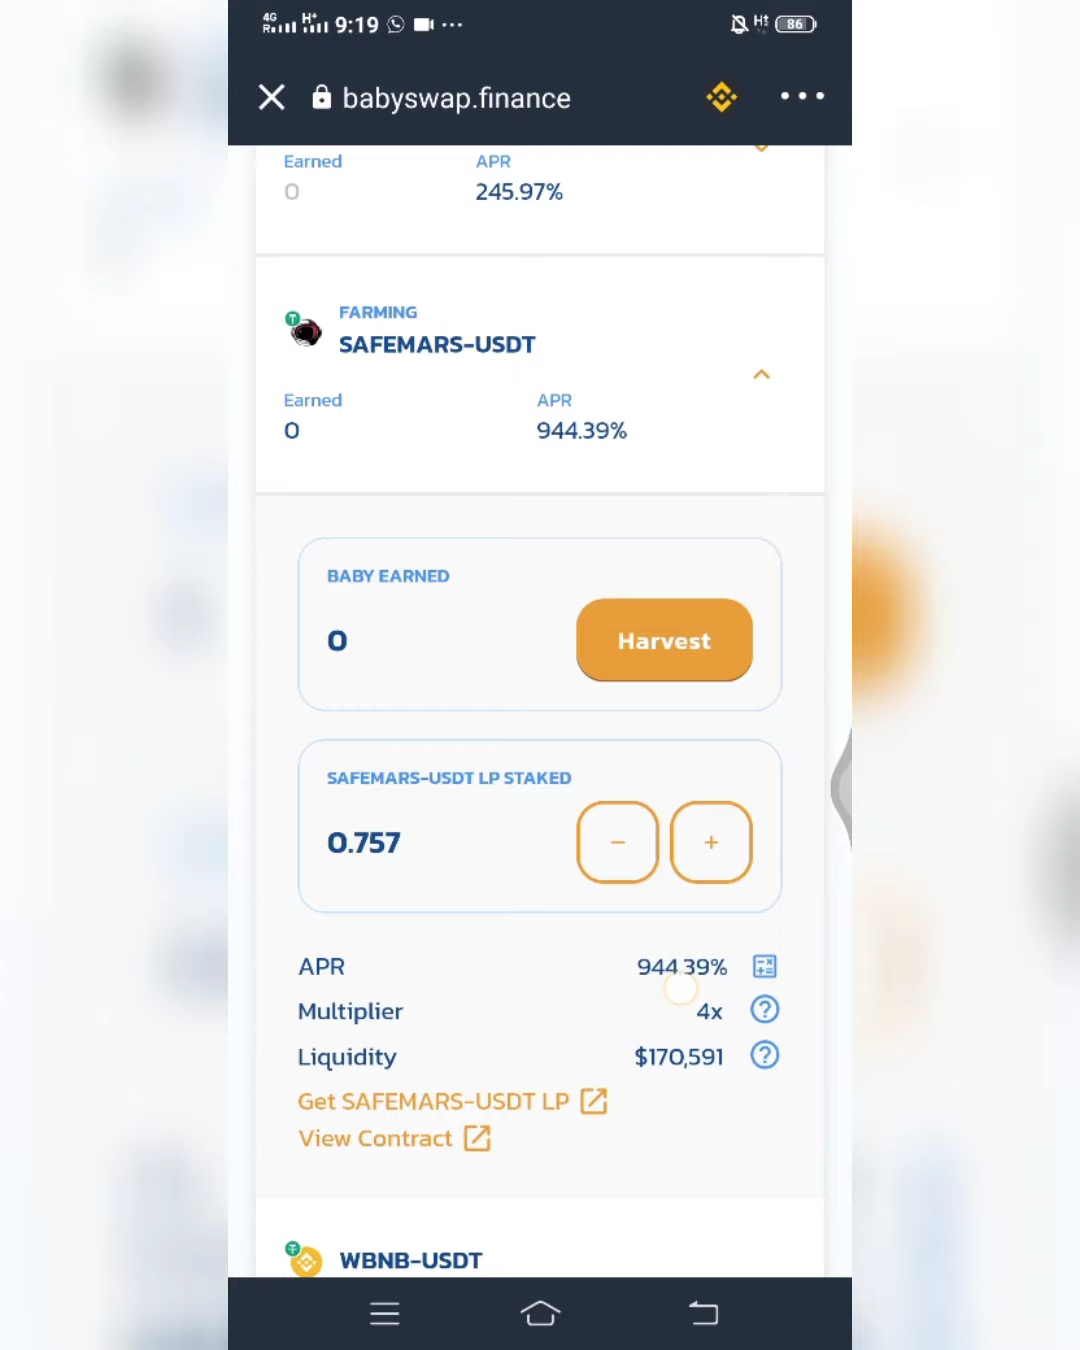 4G R H+ 9:19 ... H‡ 86
babyswap.finance
Earned APR
0 245.97%
FARMING
SAFEMARS-USDT
Earned APR
0 944.39%
BABY EARNED
0 Harvest
SAFEMARS-USDT LP STAKED
0.757 - +
APR 944.39%
Multiplier 4x ?
Liquidity $170,591 ?
Get SAFEMARS-USDT LP
View Contract
WBNB-USDT